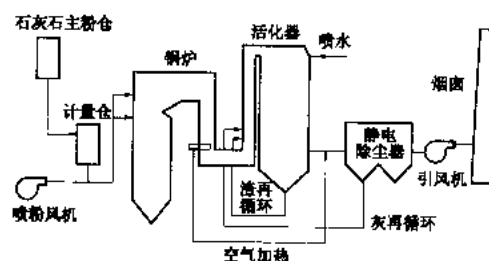 石灰石主粉仓
活化器
喷水
锅炉
烟囱
计量仓
静电
除尘器
引风机
喷粉风机
渣再
循环
灰再循环
空气加热